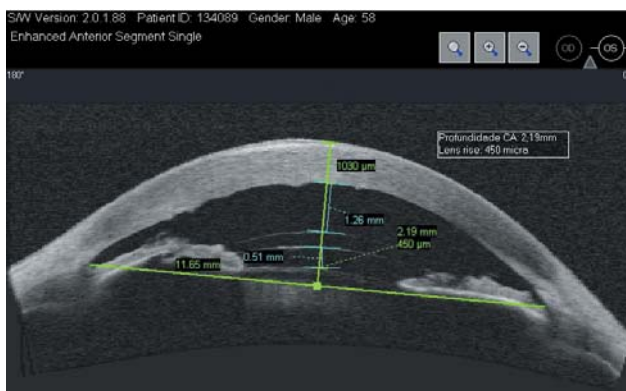 S/W Version: 2.0.1.88 Patient ID: 134089 Gender: Male Age: 58
Enhanced Anterior Segment Single
OD OS
180°
Profundidade CA: 2,19mm
Lens rise: 450 micra
1030 µm
1.26 mm
2.19 mm
450 µm
0.51 mm
11.65 mm